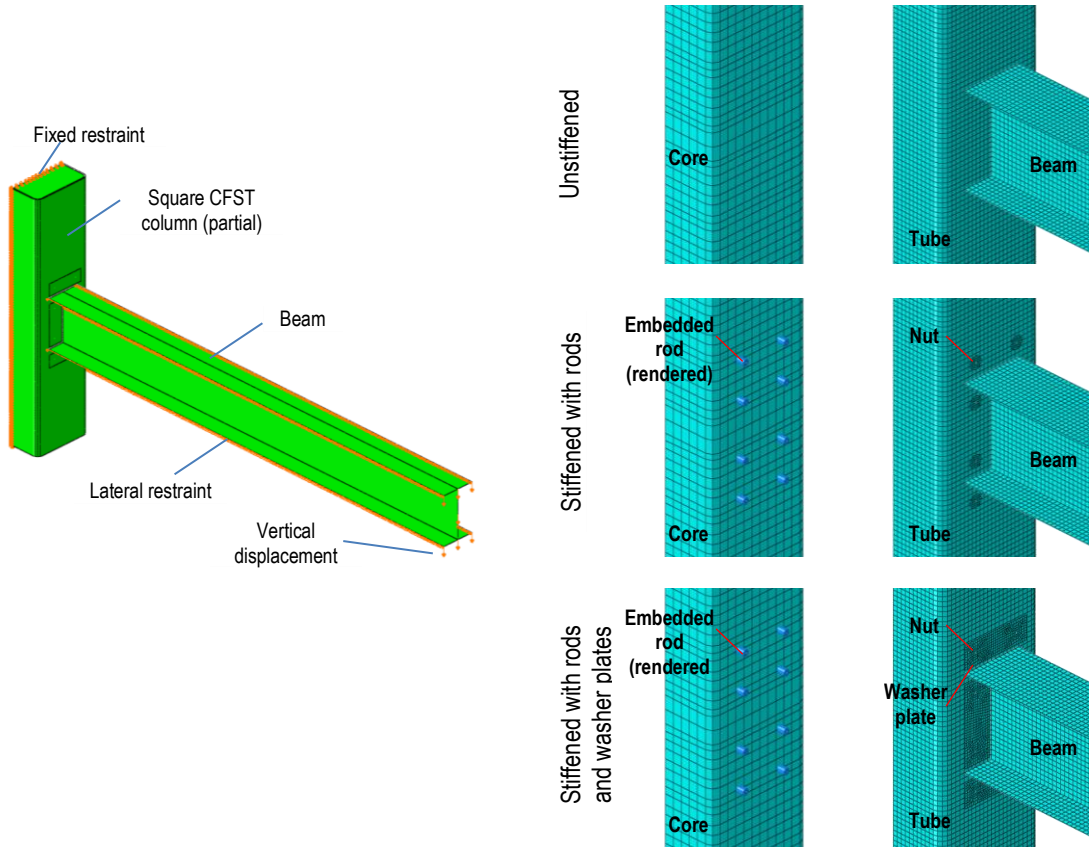 Fixed restraint
Square CFST
column (partial)
Beam
Lateral restraint
Vertical
displacement
Unstiffened
Core
Beam
Tube
Stiffened with rods
Embedded
rod
(rendered)
Core
Nut
Beam
Tube
Stiffened with rods
and washer plates
Embedded
rod
(rendered
Core
Nut
Washer
plate
Beam
Tube